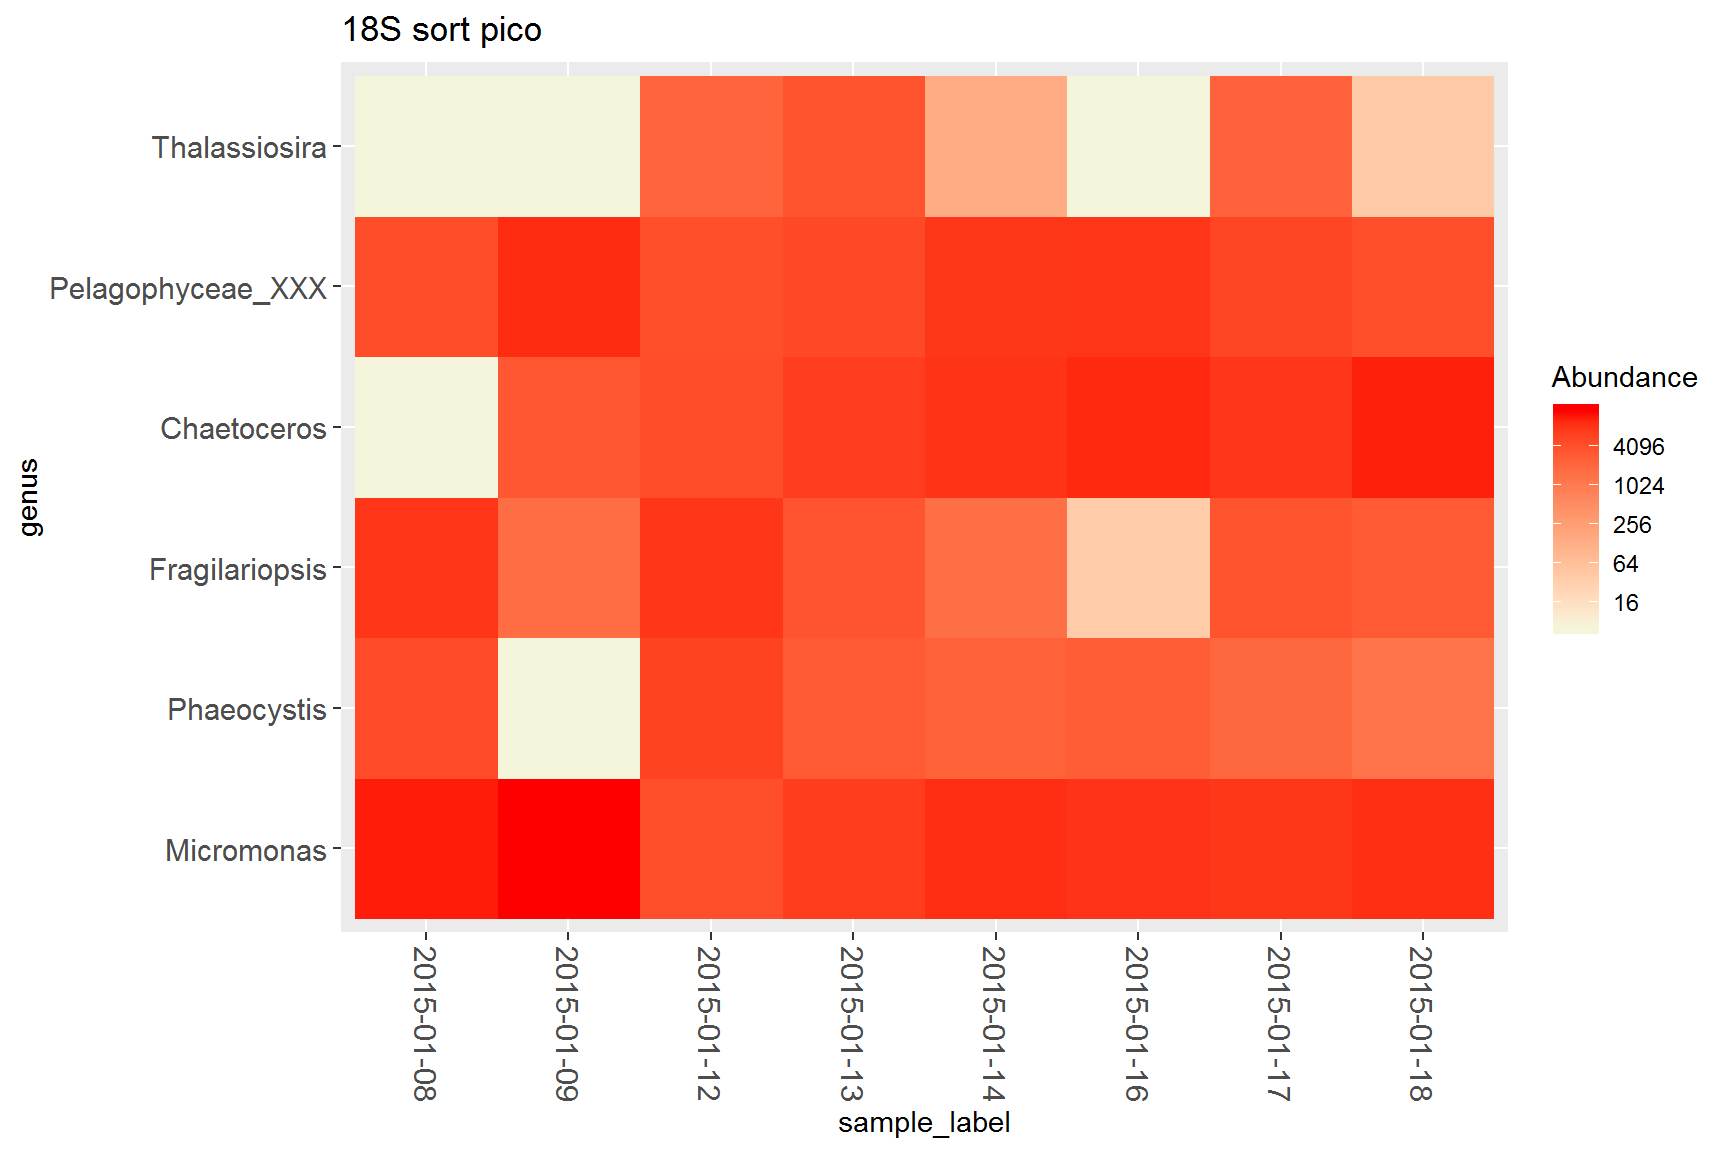 18S sort pico
Thalassiosira
Pelagophyceae_XXX
Chaetoceros
Fragilariopsis
Phaeocystis
Micromonas
genus
2015-01-08
2015-01-09
2015-01-12
2015-01-13
2015-01-14
2015-01-16
2015-01-17
2015-01-18
sample_label
Abundance
4096
1024
256
64
16